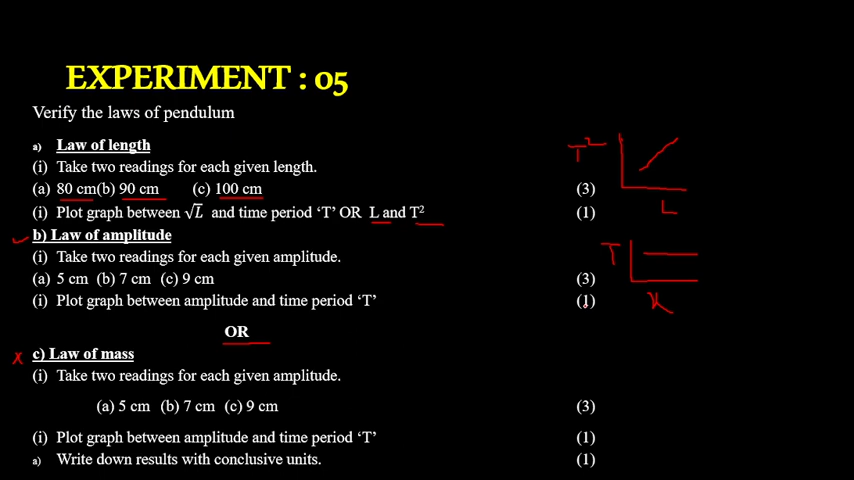 EXPERIMENT : 05
Verify the laws of pendulum
a) Law of length
(i) Take two readings for each given length.
(a) 80 cm(b) 90 cm (c) 100 cm (3)
(i) Plot graph between √L and time period ‘T’ OR L and T² (1)
T²
L
b) Law of amplitude
(i) Take two readings for each given amplitude.
(a) 5 cm (b) 7 cm (c) 9 cm (3)
(i) Plot graph between amplitude and time period ‘T’ (1)
T
x
OR
x c) Law of mass
(i) Take two readings for each given amplitude.
(a) 5 cm (b) 7 cm (c) 9 cm (3)
(i) Plot graph between amplitude and time period ‘T’ (1)
a) Write down results with conclusive units. (1)